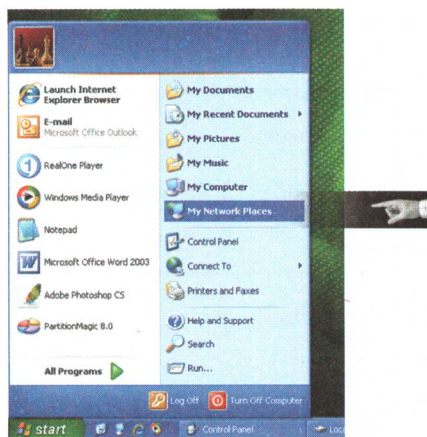 Launch Internet
Explorer Browser
E-mail
Microsoft Office Outlook
RealOne Player
Windows Media Player
Notepad
Microsoft Office Word 2003
Adobe Photoshop CS
PartitionMagic 8.0
All Programs
My Documents
My Recent Documents
My Pictures
My Music
My Computer
My Network Places
Control Panel
Connect To
Printers and Faxes
Help and Support
Search
Run...
Log Off
Turn Off Computer
start
Control Panel
Loc